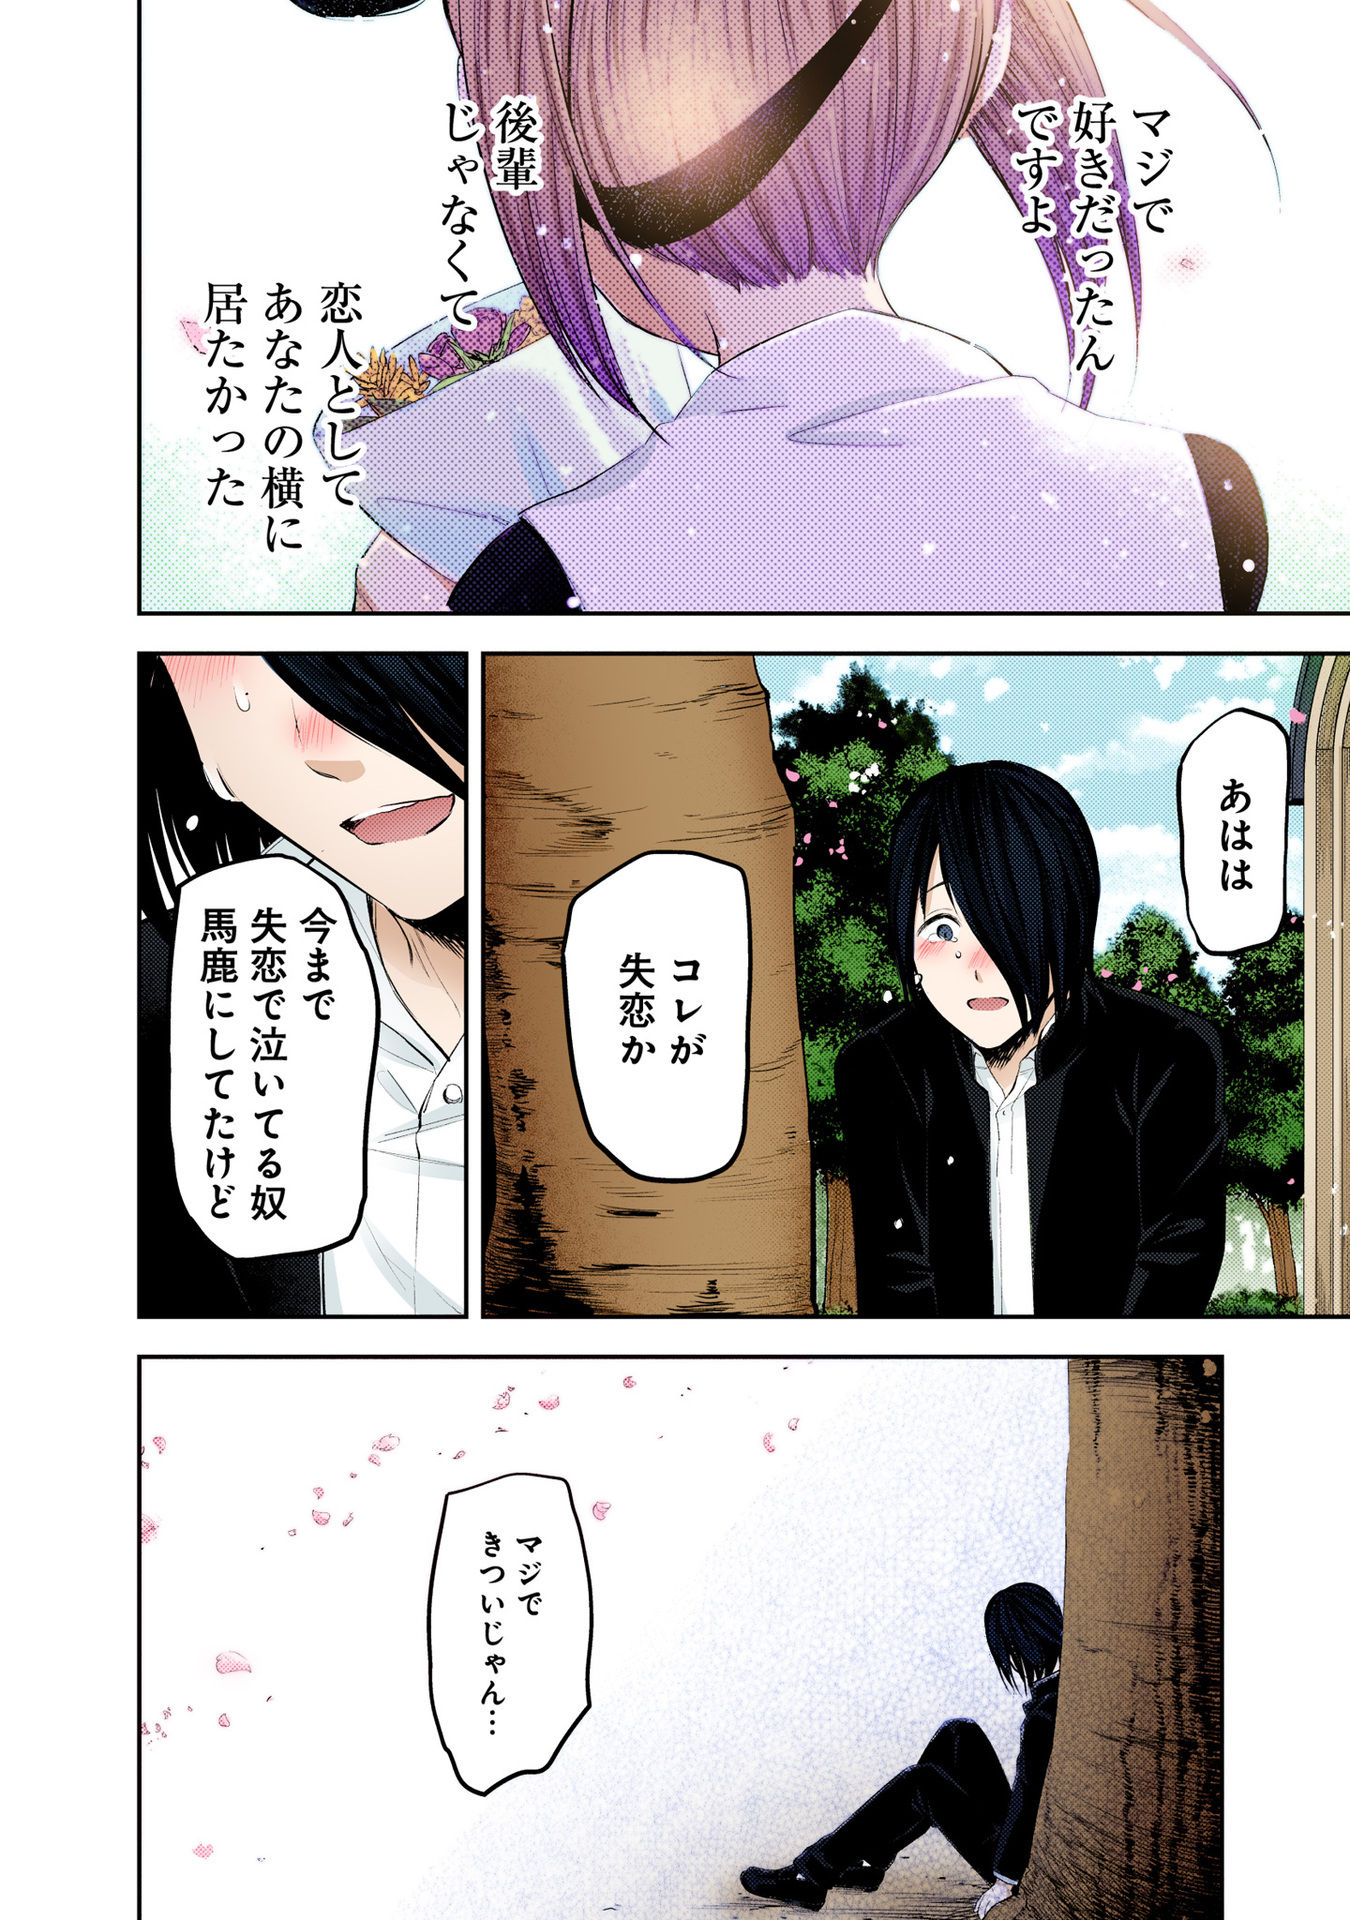 マジで
好きだったん
ですよ
後輩
じゃなくて
恋人として
あなたの横に
居たかった
あはは
コレが
失恋か
今まで
失恋で泣いてる奴
馬鹿にしてたけど
マジで
きついじゃん…